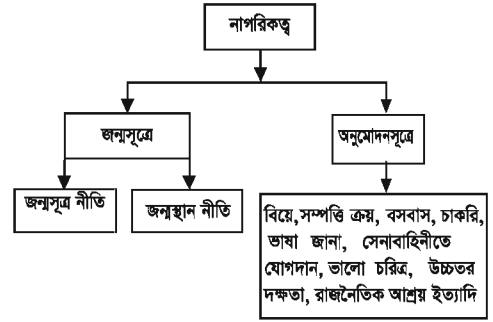 নাগরিকত্ব
জন্মসূত্রে
অনুমোদনসূত্রে
জন্মসূত্র নীতি
জন্মস্থান নীতি
বিয়ে,সম্পত্তি ক্রয়, বসবাস, চাকরি,
ভাষা জানা, সেনাবাহিনীতে
যোগদান, ভালো চরিত্র, উচ্চতর
দক্ষতা, রাজনৈতিক আশ্রয় ইত্যাদি